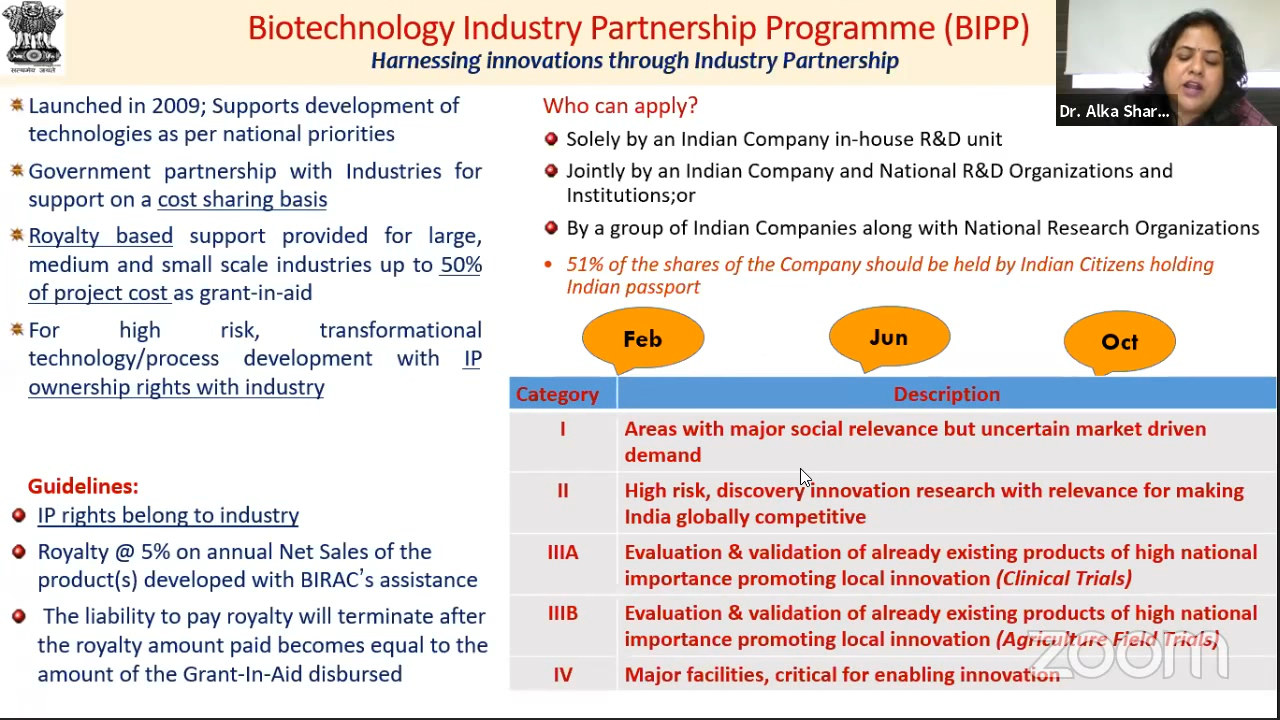 सत्यमेव जयते
Biotechnology Industry Partnership Programme (BIPP)
Harnessing innovations through Industry Partnership
Launched in 2009; Supports development of
technologies as per national priorities
Government partnership with Industries for
support on a cost sharing basis
Royalty based support provided for large,
medium and small scale industries up to 50%
of project cost as grant-in-aid
For high risk, transformational
technology/process development with IP
ownership rights with industry
Guidelines:
IP rights belong to industry
Royalty @ 5% on annual Net Sales of the
product(s) developed with BIRAC's assistance
The liability to pay royalty will terminate after
the royalty amount paid becomes equal to the
amount of the Grant-In-Aid disbursed
Who can apply?
Solely by an Indian Company in-house R&D unit
Jointly by an Indian Company and National R&D Organizations and
Institutions;or
By a group of Indian Companies along with National Research Organizations
51% of the shares of the Company should be held by Indian Citizens holding
Indian passport
Feb Jun Oct
Category Description
I Areas with major social relevance but uncertain market driven
demand
II High risk, discovery innovation research with relevance for making
India globally competitive
IIIA Evaluation & validation of already existing products of high national
importance promoting local innovation (Clinical Trials)
IIIB Evaluation & validation of already existing products of high national
importance promoting local innovation (Agriculture Field Trials)
IV Major facilities, critical for enabling innovation
Dr. Alka Shar...
zoom